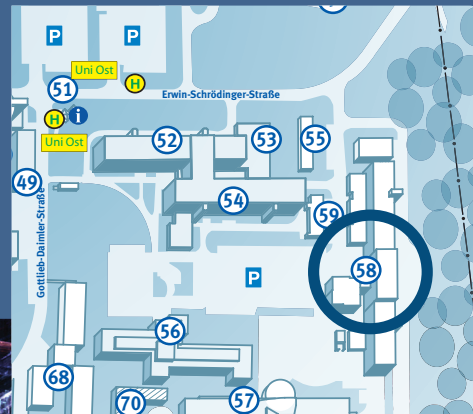 P
P
Uni Ost
H
51
Erwin-Schrödinger-Straße
H
i
Uni Ost
52
53
55
49
54
59
Gottlieb-Daimler-Straße
58
P
56
68
70
57